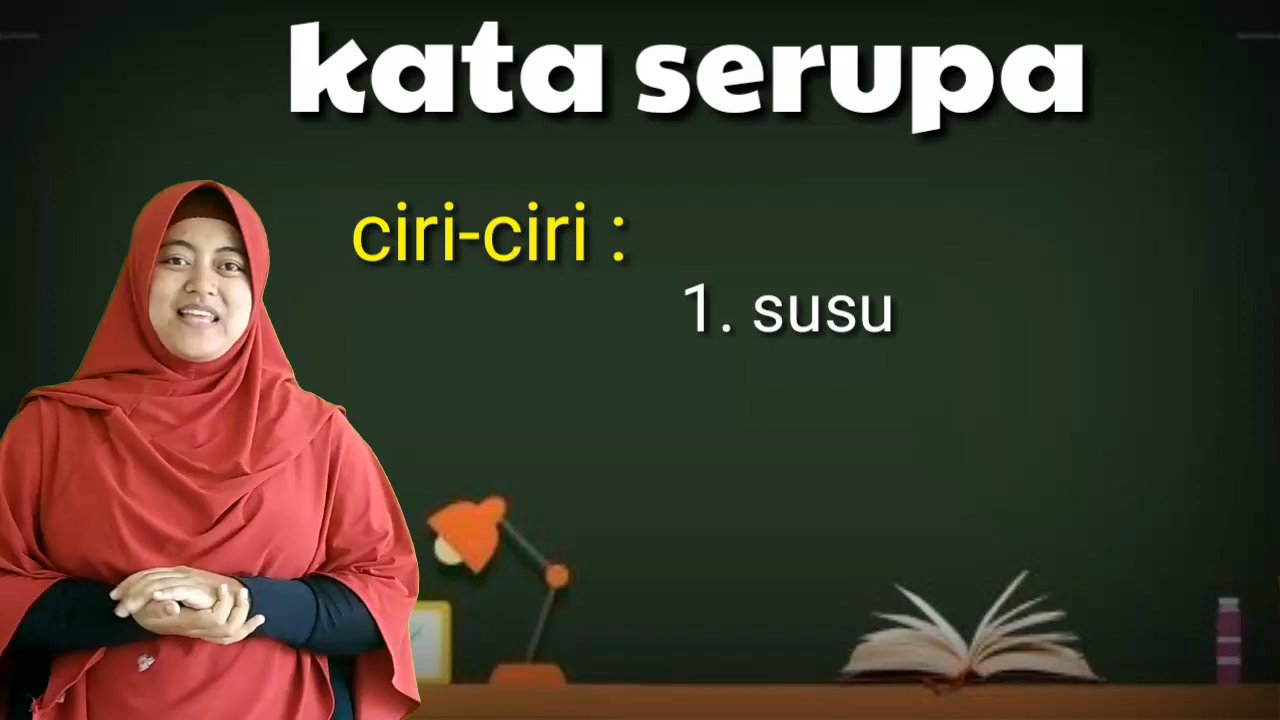 kata serupa
ciri-ciri :
1. susu